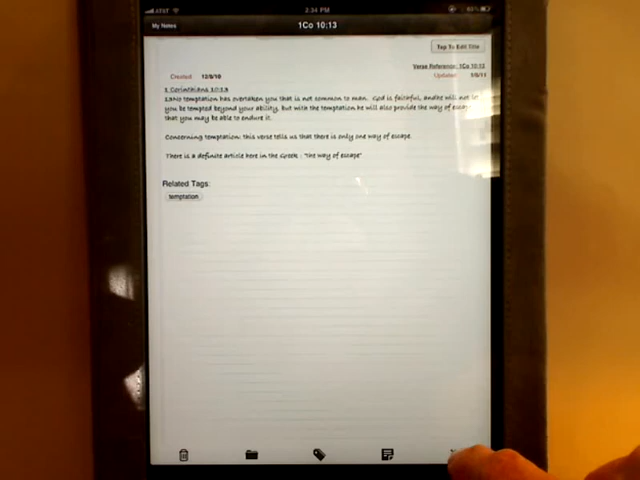 AT&T 2:34 PM
My Notes 1Co 10:13
Tap To Edit Title
Verse Reference: 1Co 10:13
Created 12/8/10 Updated 1/5/11
1 Corinthians 10:13
13No temptation has overtaken you that is not common to man. God is faithful, and he will not let
you be tempted beyond your ability, but with the temptation he will also provide the way of
that you may be able to endure it.
Concerning temptation: this verse tells us that there is only one way of escape.
There is a definite article here in the Greek : "The way of escape"
Related Tags:
temptation